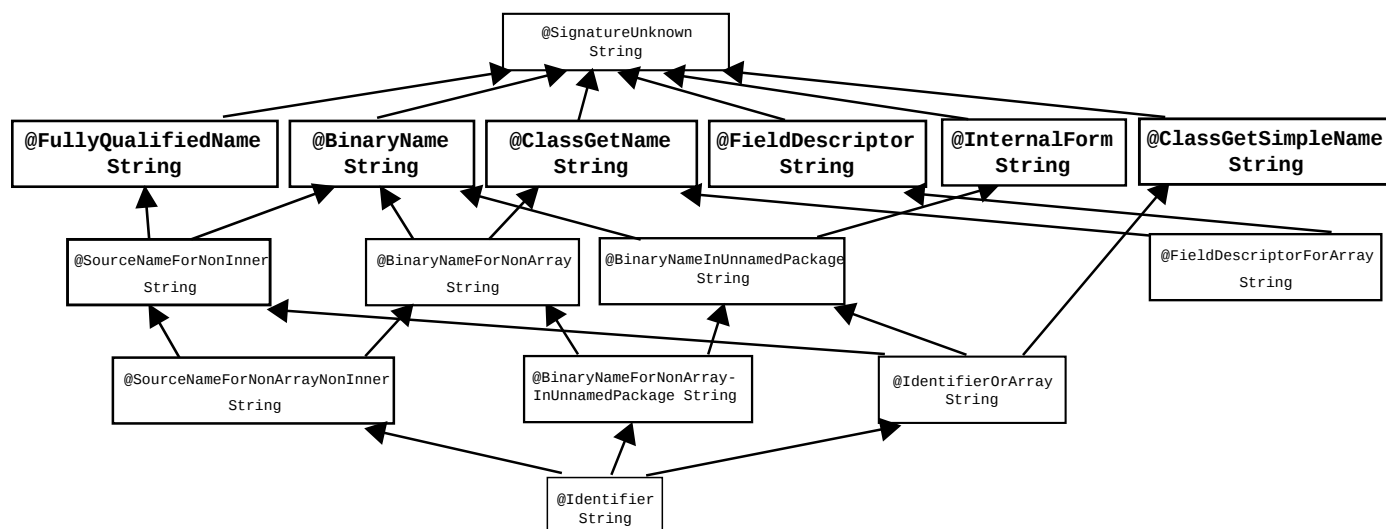 @SignatureUnknown
String
@FullyQualifiedName
String
@BinaryName
String
@ClassGetName
String
@FieldDescriptor
String
@InternalForm
String
@ClassGetSimpleName
String
@SourceNameForNonInner
String
@BinaryNameForNonArray
String
@BinaryNameInUnnamedPackage
String
@FieldDescriptorForArray
String
@SourceNameForNonArrayNonInner
String
@BinaryNameForNonArray-
InUnnamedPackage String
@IdentifierOrArray
String
@Identifier
String